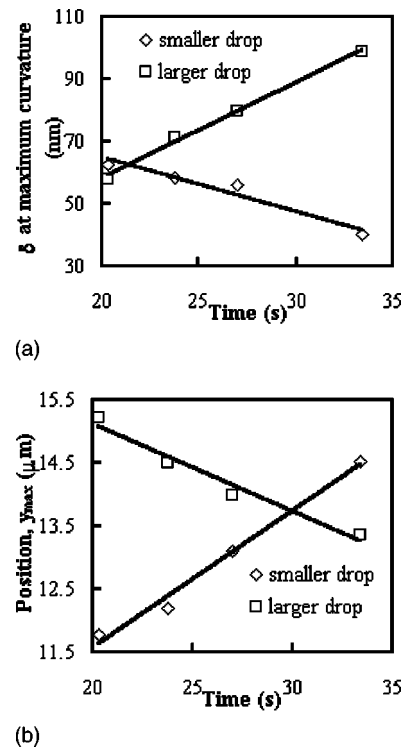 110
90
70
50
30
δ at maximum curvature
(nm)
◇ smaller drop
□ larger drop
20 25 30 35
Time (s)
(a)
15.5
14.5
13.5
12.5
11.5
Position, ymax (μm)
◇ smaller drop
□ larger drop
20 25 30 35
Time (s)
(b)